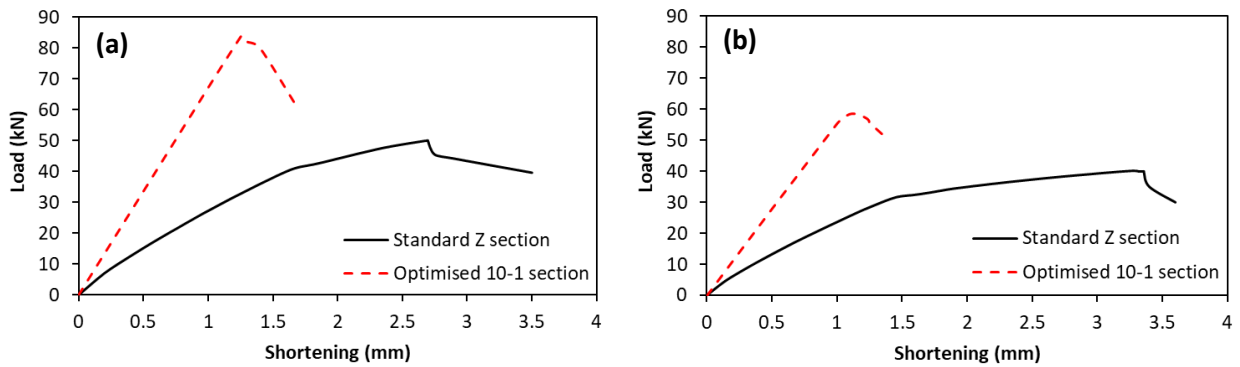 (a)
Load (kN)
90
80
70
60
50
40
30
20
10
0
Standard Z section
Optimised 10-1 section
0 0.5 1 1.5 2 2.5 3 3.5 4
Shortening (mm)
(b)
Load (kN)
90
80
70
60
50
40
30
20
10
0
Standard Z section
Optimised 10-1 section
0 0.5 1 1.5 2 2.5 3 3.5 4
Shortening (mm)